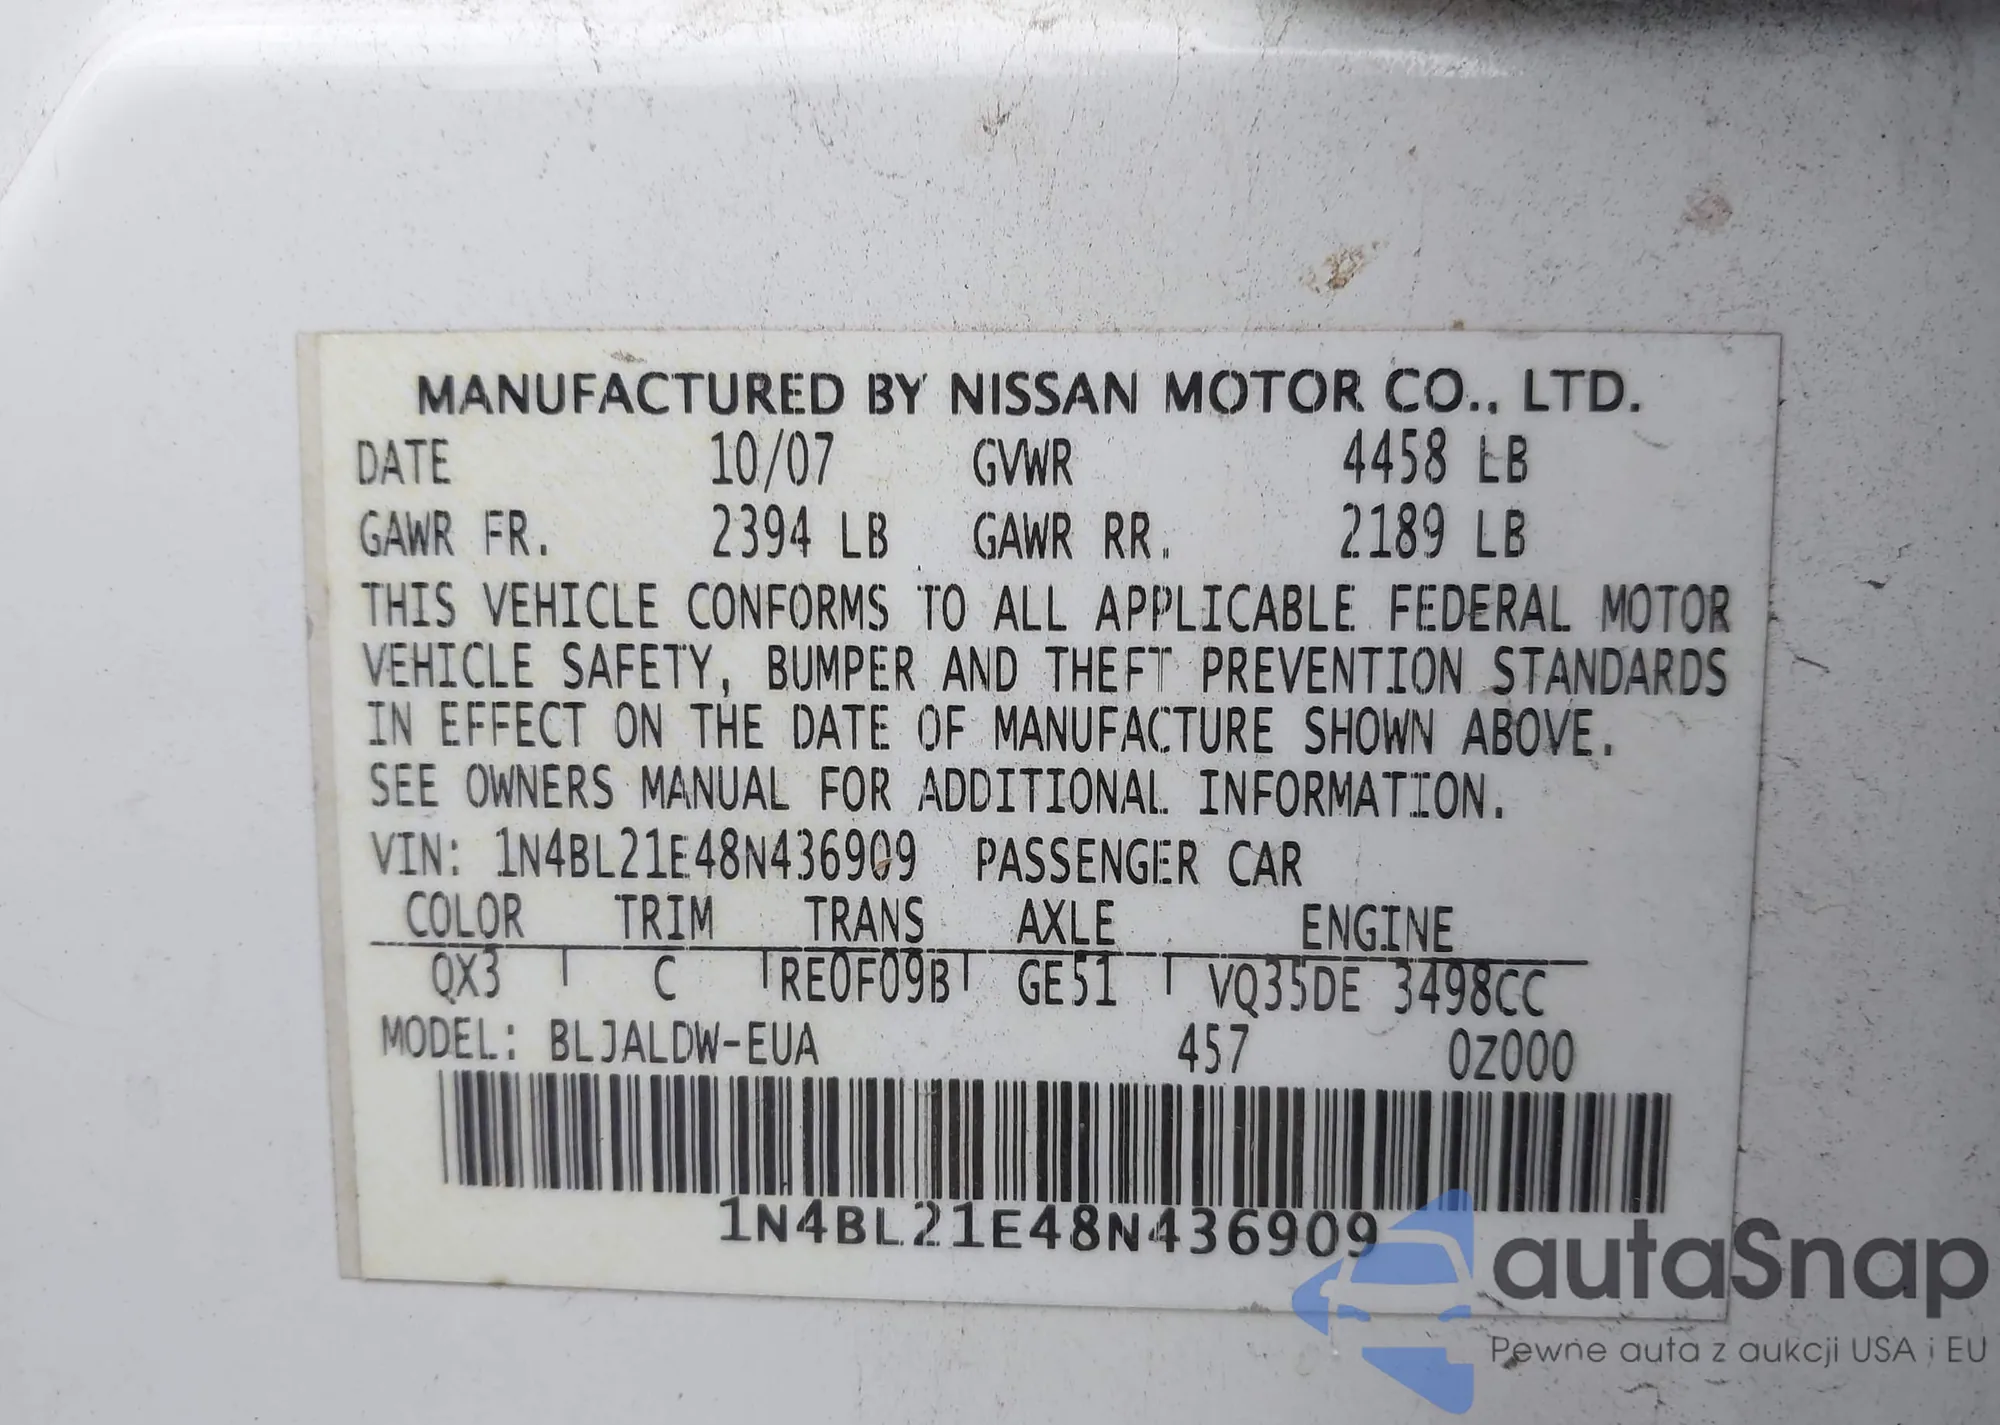 MANUFACTURED BY NISSAN MOTOR CO., LTD.
DATE 10/07 GVWR 4458 LB
GAWR FR. 2394 LB GAWR RR. 2189 LB
THIS VEHICLE CONFORMS TO ALL APPLICABLE FEDERAL MOTOR
VEHICLE SAFETY, BUMPER AND THEFT PREVENTION STANDARDS
IN EFFECT ON THE DATE OF MANUFACTURE SHOWN ABOVE.
SEE OWNERS MANUAL FOR ADDITIONAL INFORMATION.
VIN: 1N4BL21E48N436909 PASSENGER CAR
COLOR TRIM TRANS AXLE ENGINE
QX3 C RE0F09B GE51 VQ35DE 3498CC
MODEL: BLJALDW-EUA 457 0Z000
1N4BL21E48N436909
autaSnap
Pewne auta z aukcji USA i EU